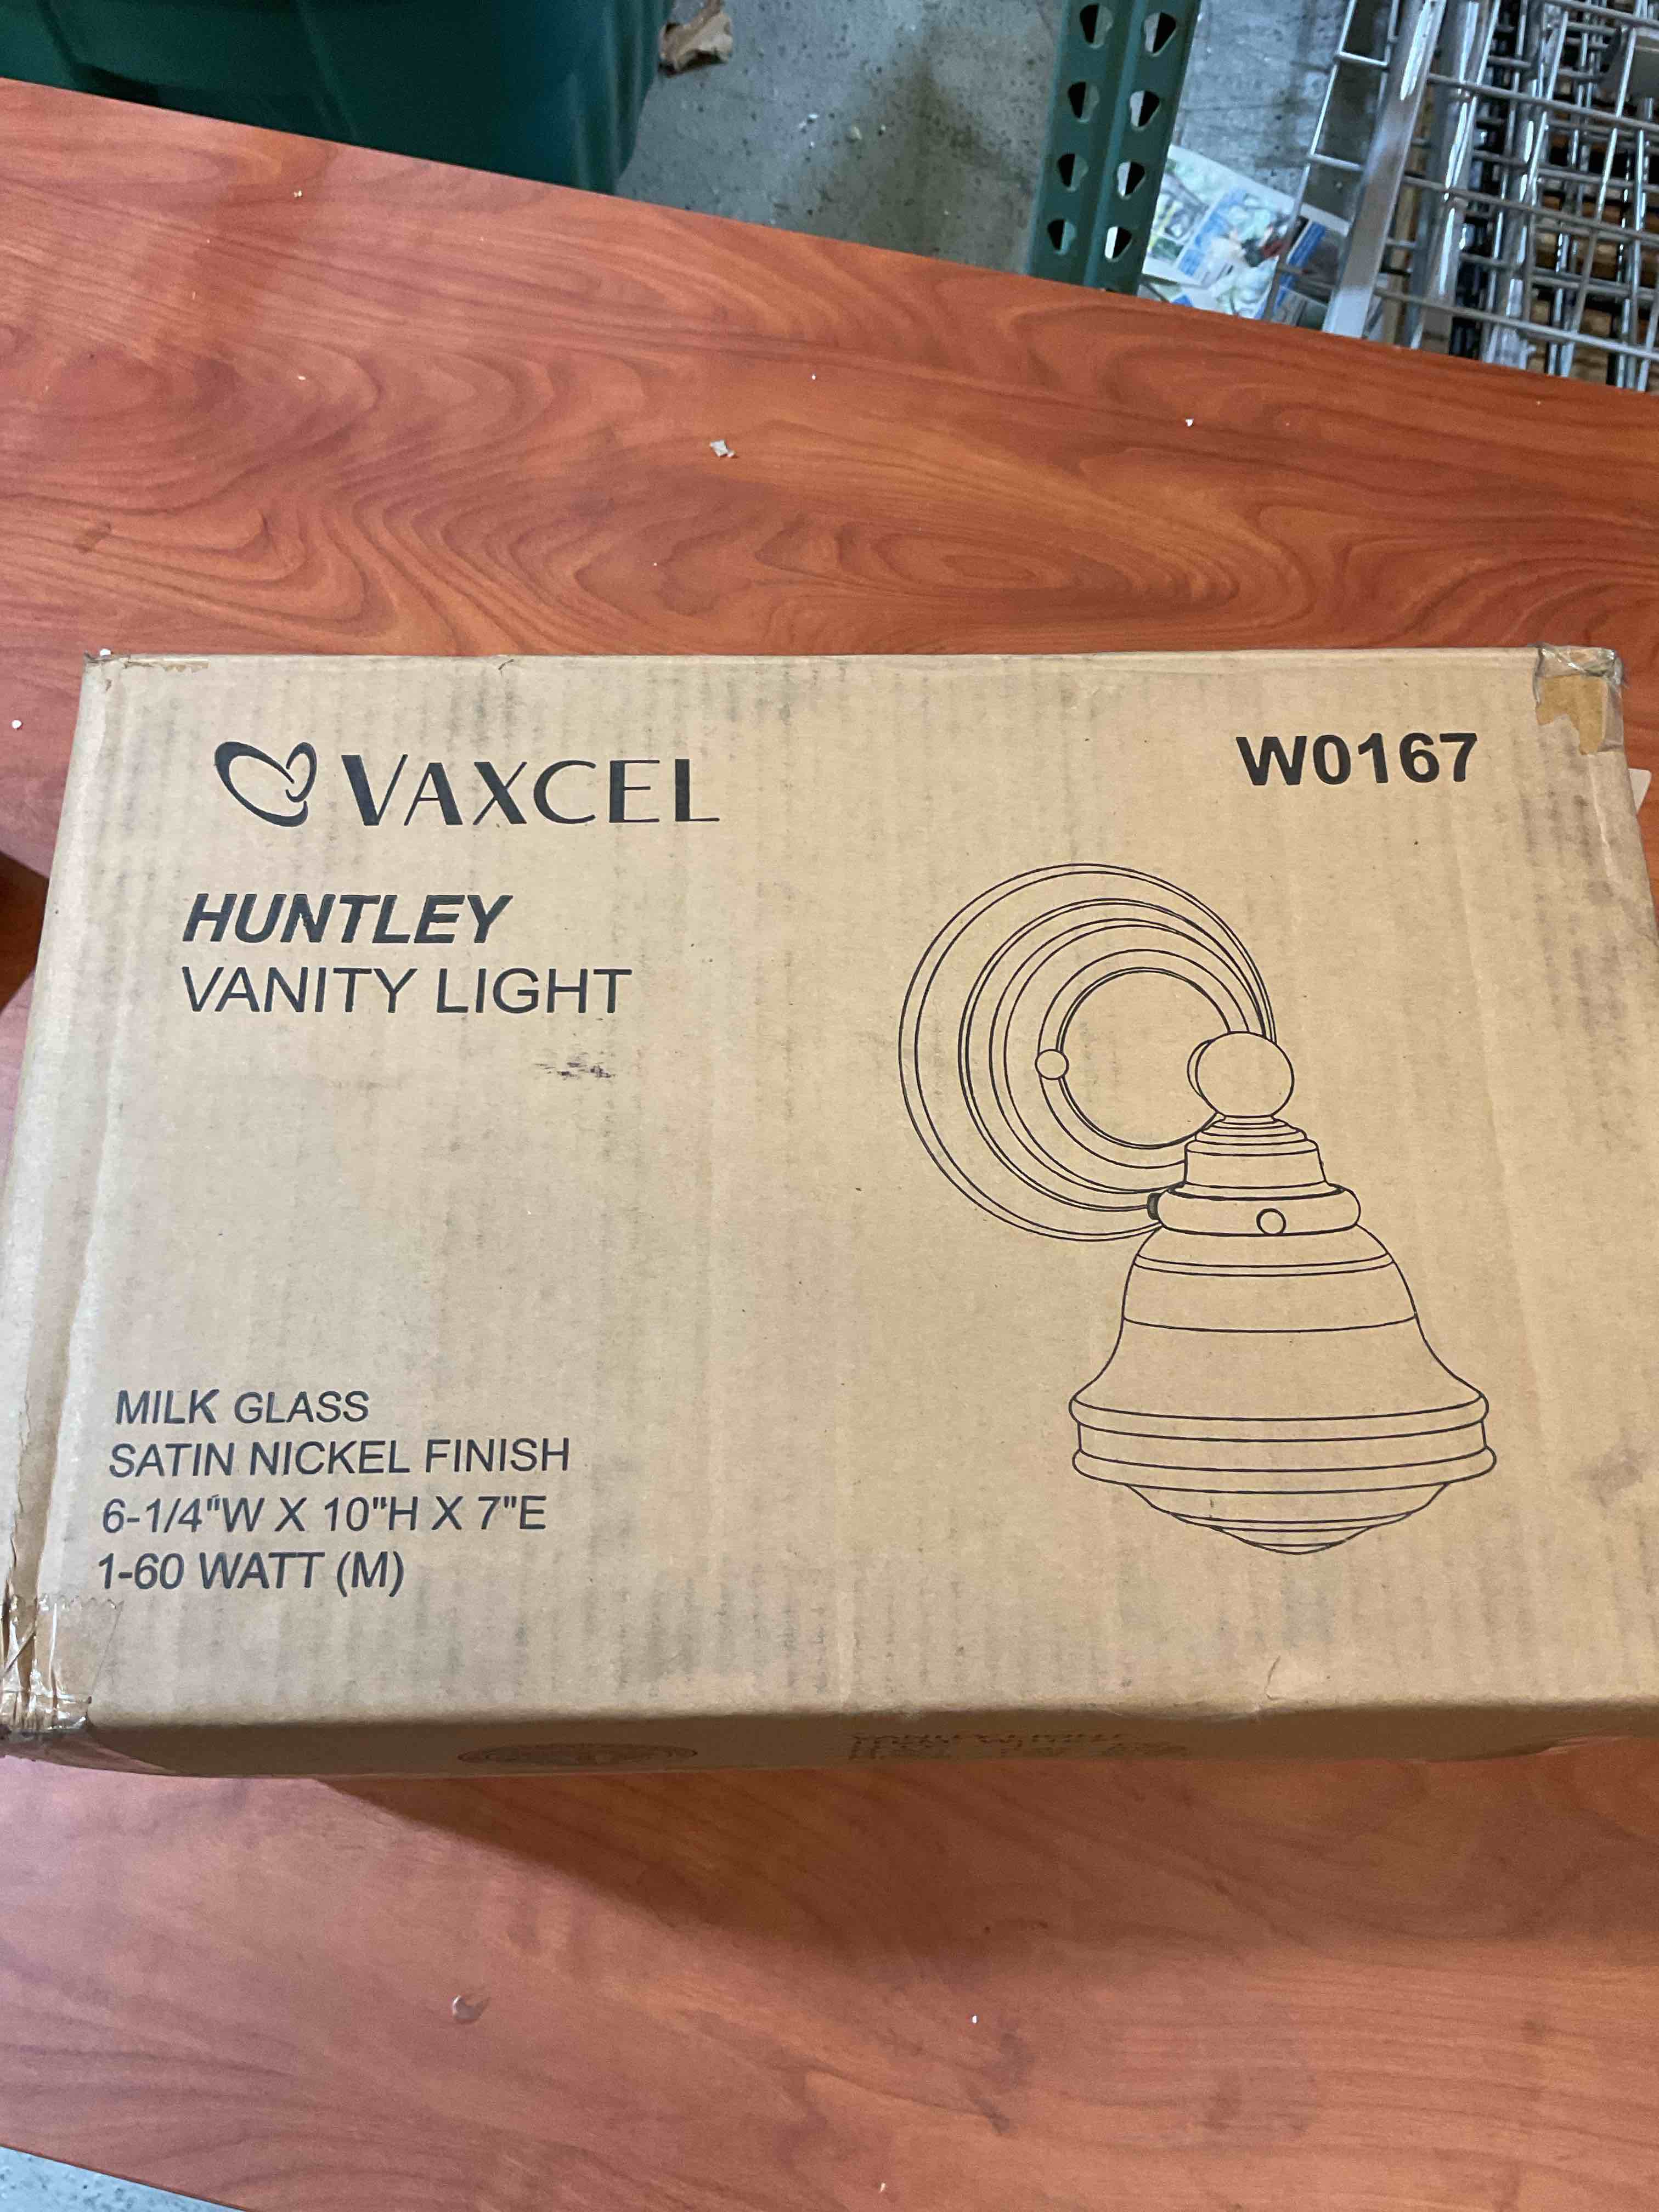 VAXCEL
W0167
HUNTLEY
VANITY LIGHT
MILK GLASS
SATIN NICKEL FINISH
6-1/4"W X 10"H X 7"E
1-60 WATT (M)